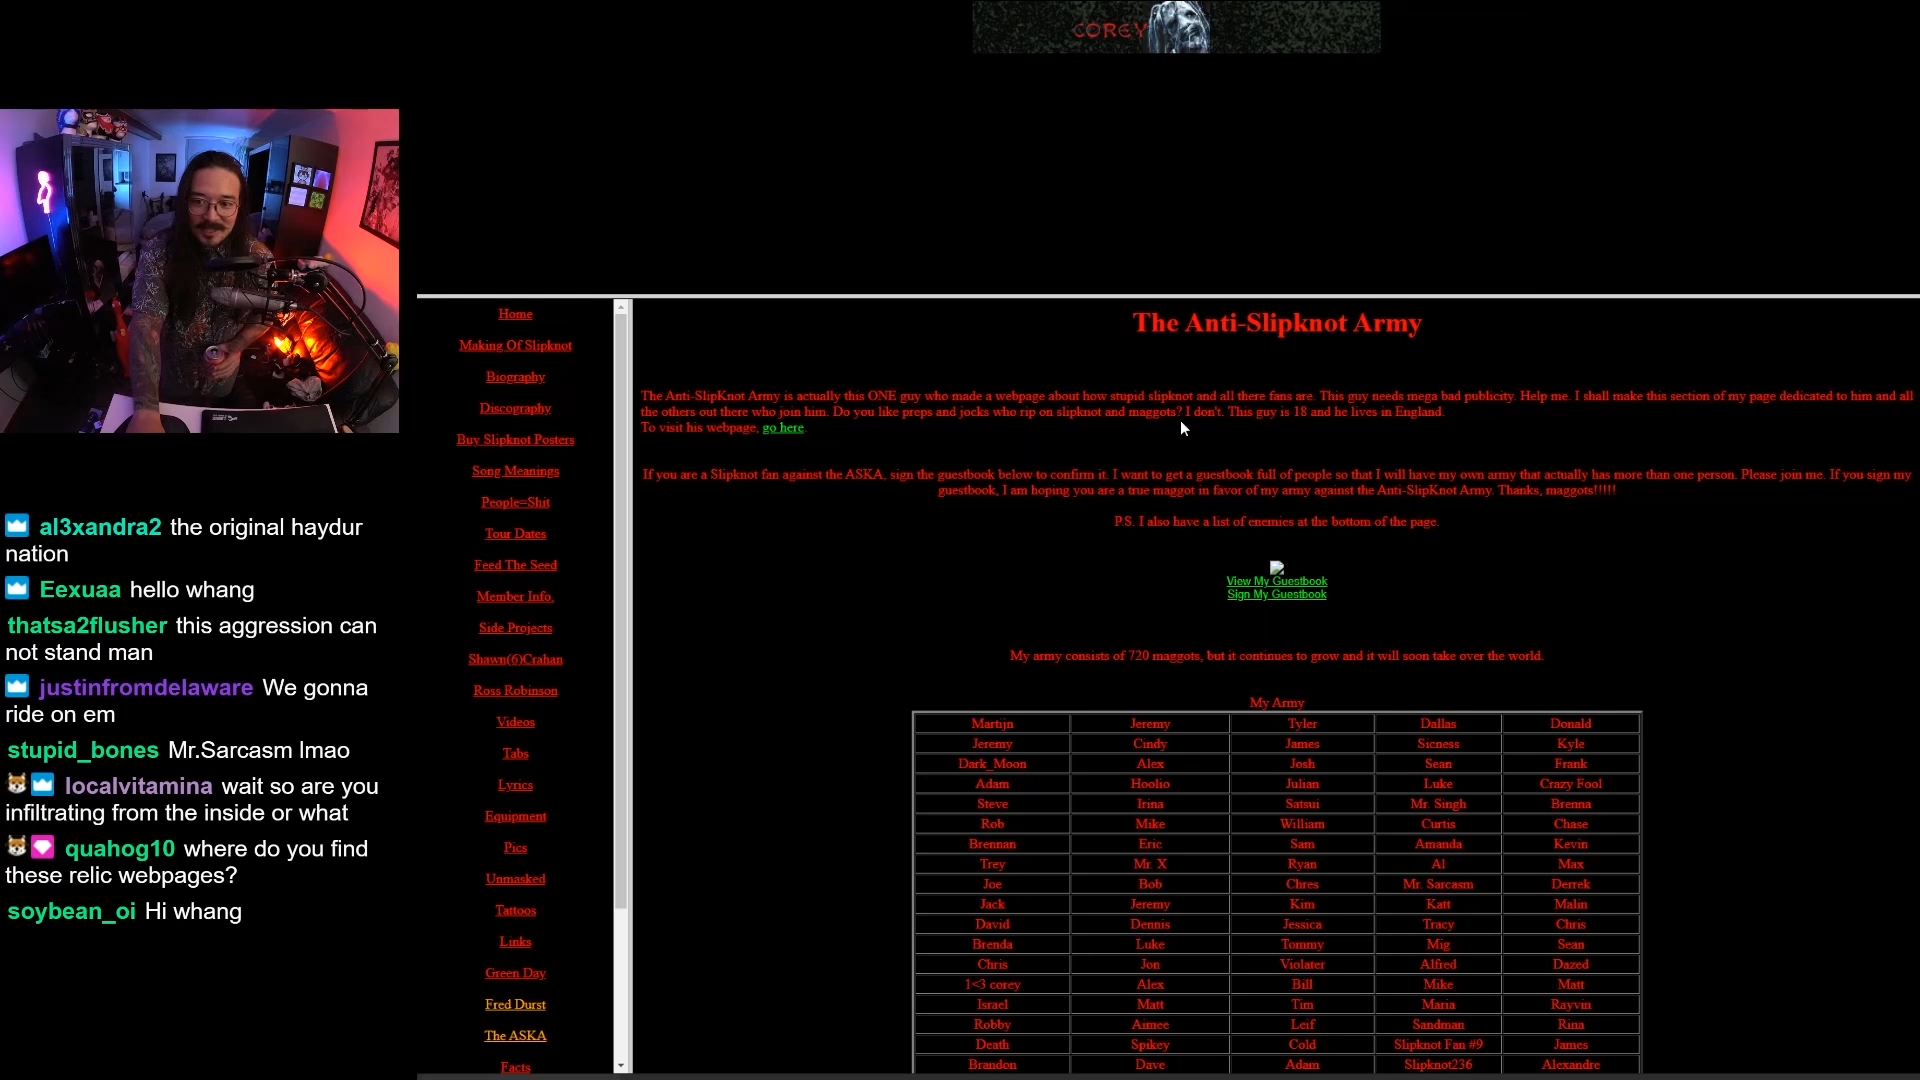 COREY
Home
Making Of Slipknot
Biography
Discography
Buy Slipknot Posters
Song Meanings
People=Shit
Tour Dates
Feed The Seed
Member Info.
Side Projects
Shawn(6)Crahan
Ross Robinson
Videos
Tabs
Lyrics
Equipment
Pics
Unmasked
Tattoos
Links
Green Day
Fred Durst
The ASKA
Facts
The Anti-Slipknot Army
The Anti-SlipKnot Army is actually this ONE guy who made a webpage about how stupid slipknot and all there fans are. This guy needs mega bad publicity. Help me. I shall make this section of my page dedicated to him and all
the others out there who join him. Do you like preps and jocks who rip on slipknot and maggots? I don't. This guy is 18 and he lives in England.
To visit his webpage, go here.
If you are a Slipknot fan against the ASKA, sign the guestbook below to confirm it. I want to get a guestbook full of people so that I will have my own army that actually has more than one person. Please join me. If you sign my
guestbook, I am hoping you are a true maggot in favor of my army against the Anti-SlipKnot Army. Thanks, maggots!!!!!
P.S. I also have a list of enemies at the bottom of the page.
View My Guestbook
Sign My Guestbook
My army consists of 720 maggots, but it continues to grow and it will soon take over the world.
My Army
Martijn Jeremy Tyler Dallas Donald
Jeremy Cindy James Sicness Kyle
Dark_Moon Alex Josh Sean Frank
Adam Hoolio Julian Luke Crazy Fool
Steve Irina Satsui Mr. Singh Brenna
Rob Mike William Curtis Chase
Brennan Eric Sam Amanda Kevin
Trey Mr. X Ryan Al Max
Joe Bob Chres Mr. Sarcasm Derrek
Jack Jeremy Kim Katt Malin
David Dennis Jessica Tracy Chris
Brenda Luke Tommy Mig Sean
Chris Jon Violater Alfred Dazed
1<3 corey Alex Bill Mike Matt
Israel Matt Tim Maria Rayvin
Robby Aimee Leif Sandman Rina
Death Spikey Cold Slipknot Fan #9 James
Brandon Dave Adam Slipknot236 Alexandre
al3xandra2 the original haydur
nation
Eexuaa hello whang
thatsa2flusher this aggression can
not stand man
justinfromdelaware We gonna
ride on em
stupid_bones Mr.Sarcasm lmao
localvitamina wait so are you
infiltrating from the inside or what
quahog10 where do you find
these relic webpages?
soybean_oi Hi whang